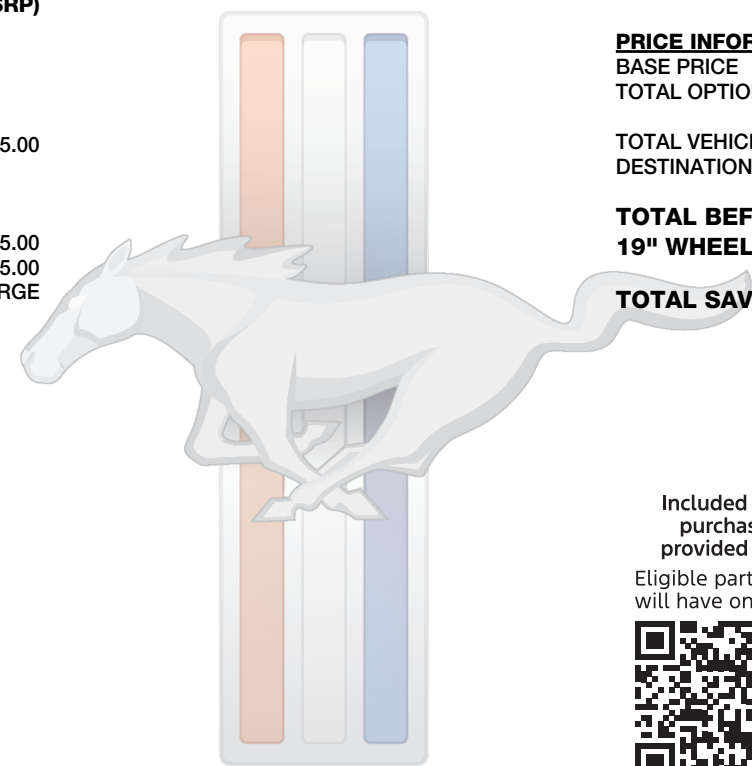 SRP)
5.00
5.00
5.00
RGE
PRICE INFOR
BASE PRICE
TOTAL OPTIO
TOTAL VEHIC
DESTINATION
TOTAL BEF
19" WHEEL
TOTAL SAV
Included
purchas
provided
Eligible part
will have on